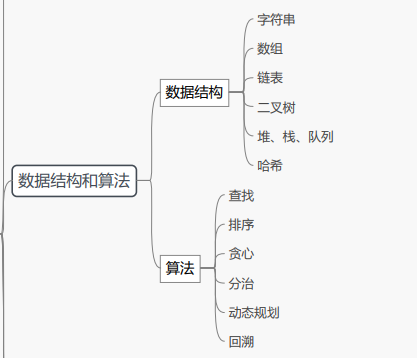 数据结构和算法
数据结构
字符串
数组
链表
二叉树
堆、栈、队列
哈希
算法
查找
排序
贪心
分治
动态规划
回溯